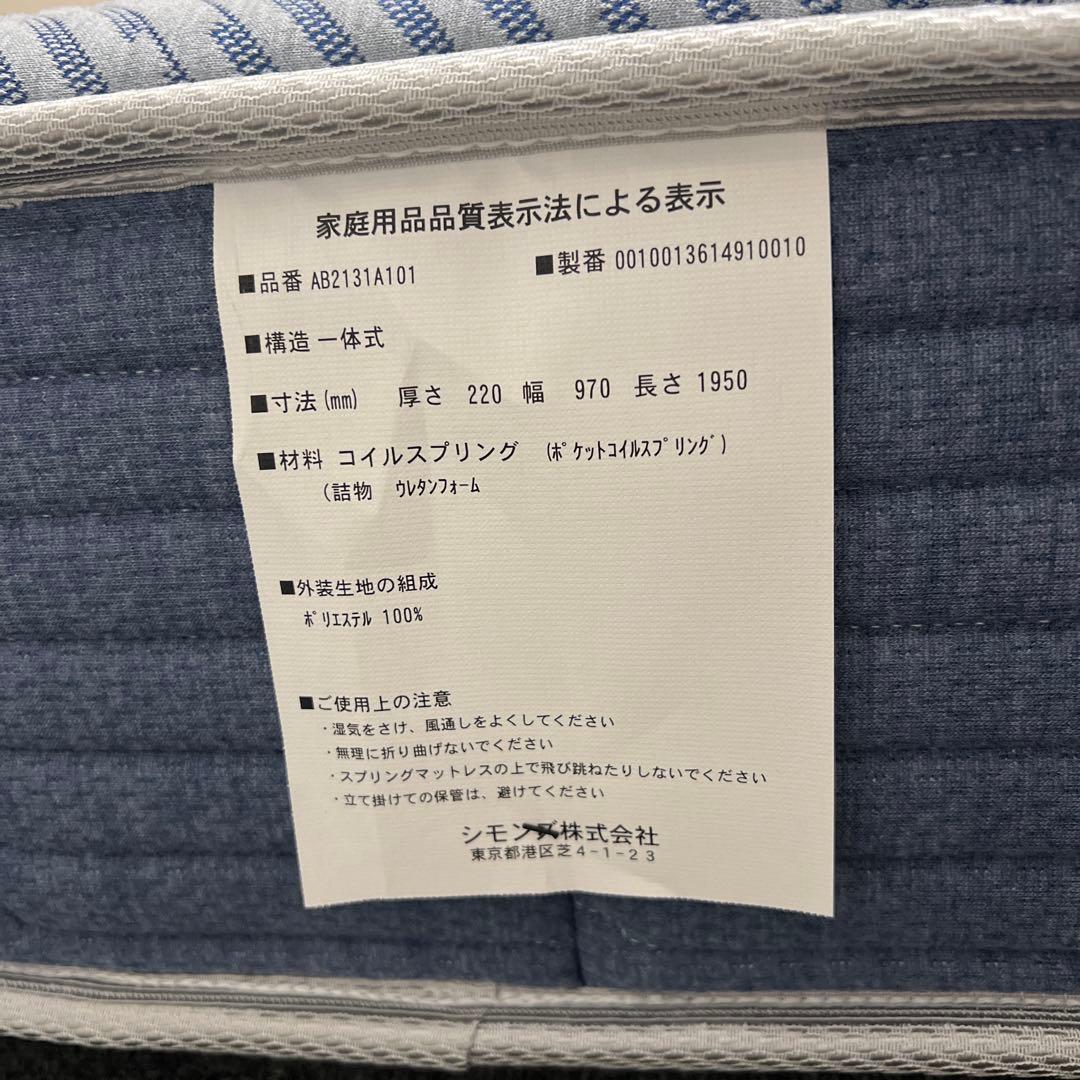 家庭用品品質表示法による表示
■品番 AB2131A101 ■製番 0010013614910010
■構造 一体式
■寸法(mm) 厚さ 220 幅 970 長さ 1950
■材料 コイルスプリング (ﾎﾟｹｯﾄｺｲﾙｽﾌﾟﾘﾝｸﾞ)
(詰物 ｳﾚﾀﾝﾌｫｰﾑ
■外装生地の組成
ﾎﾟﾘｴｽﾃﾙ 100%
■ご使用上の注意
・湿気をさけ、風通しをよくしてください
・無理に折り曲げないでください
・スプリングマットレスの上で飛び跳ねたりしないでください
・立て掛けての保管は、避けてください
シモンズ株式会社
東京都港区芝4-1-23